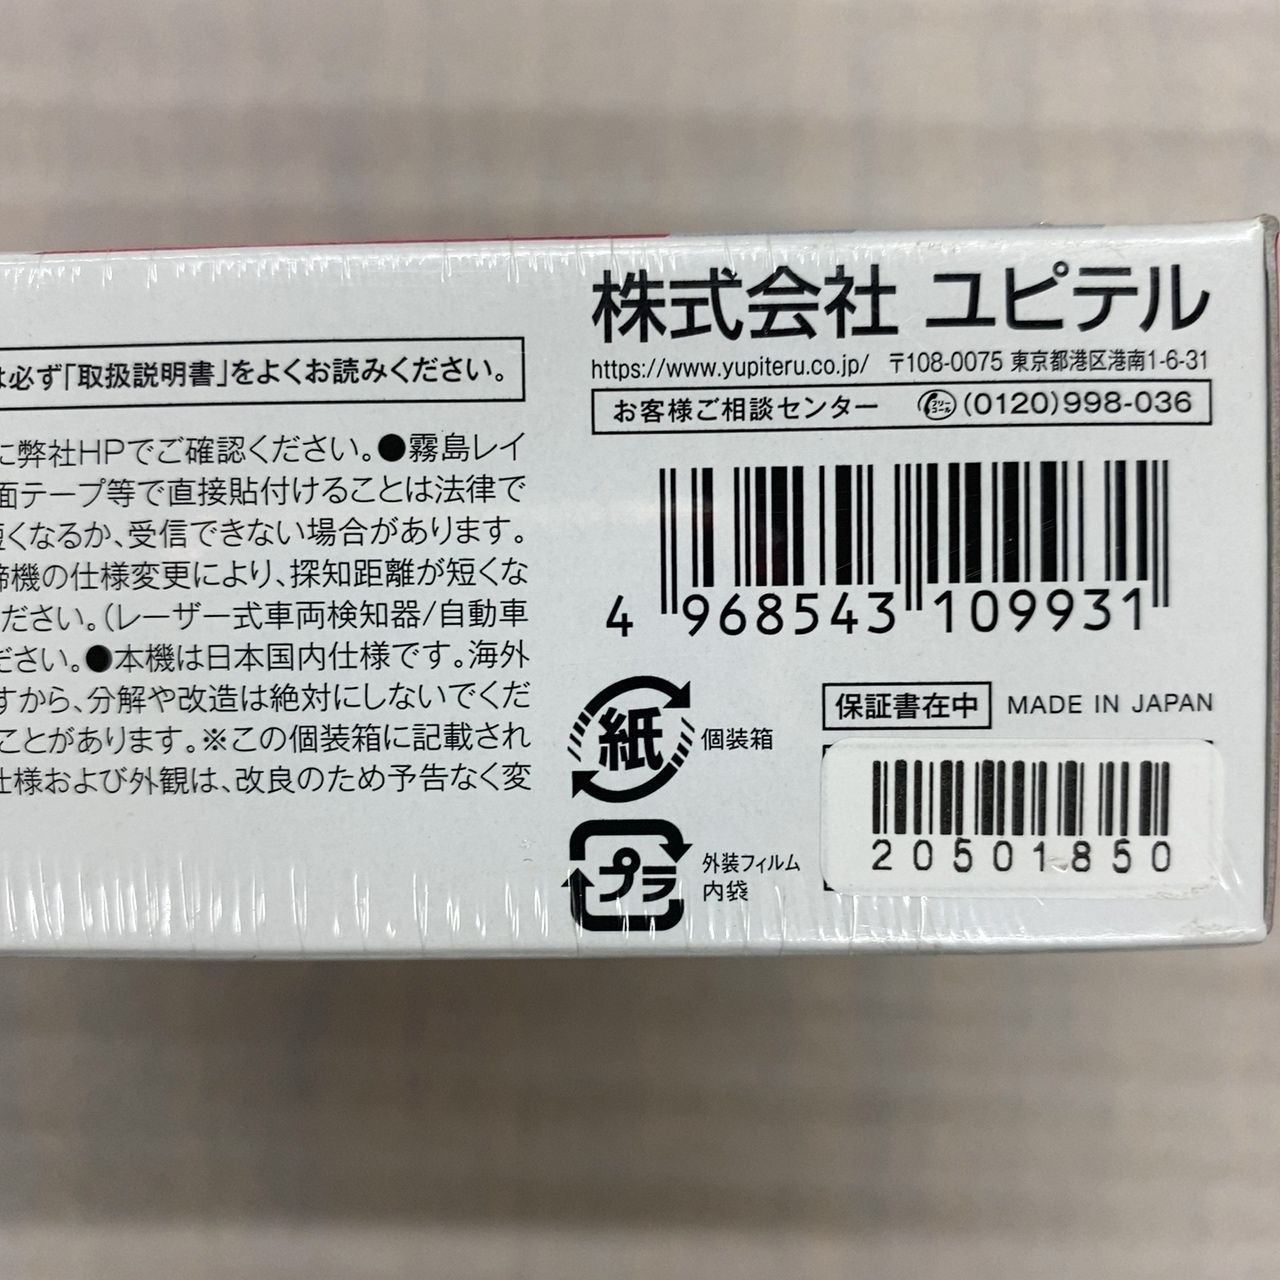 株式会社 ユピテル
https://www.yupiteru.co.jp/ 〒108-0075 東京都港区港南1-6-31
お客様ご相談センター フリーコール (0120)998-036
は必ず「取扱説明書」をよくお読みください。
に弊社HPでご確認ください。●霧島レイ
面テープ等で直接貼付けることは法律で
短くなるか、受信できない場合があります。
締機の仕様変更により、探知距離が短くな
ください。(レーザー式車両検知器/自動車
ださい。●本機は日本国内仕様です。海外
すから、分解や改造は絶対にしないでくだ
ことがあります。※この個装箱に記載され
仕様および外観は、改良のため予告なく変
4 968543 109931
紙 個装箱
保証書在中 MADE IN JAPAN
プラ 外装フィルム
内袋
20501850